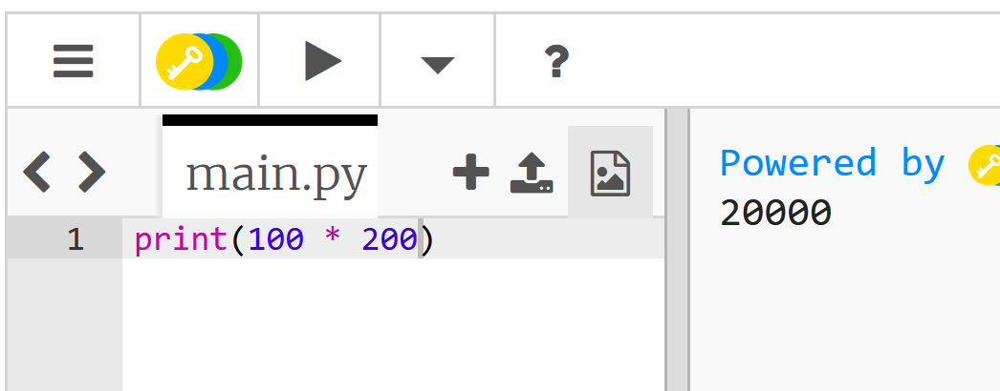 ?
main.py
1 print(100 * 200)
Powered by
20000